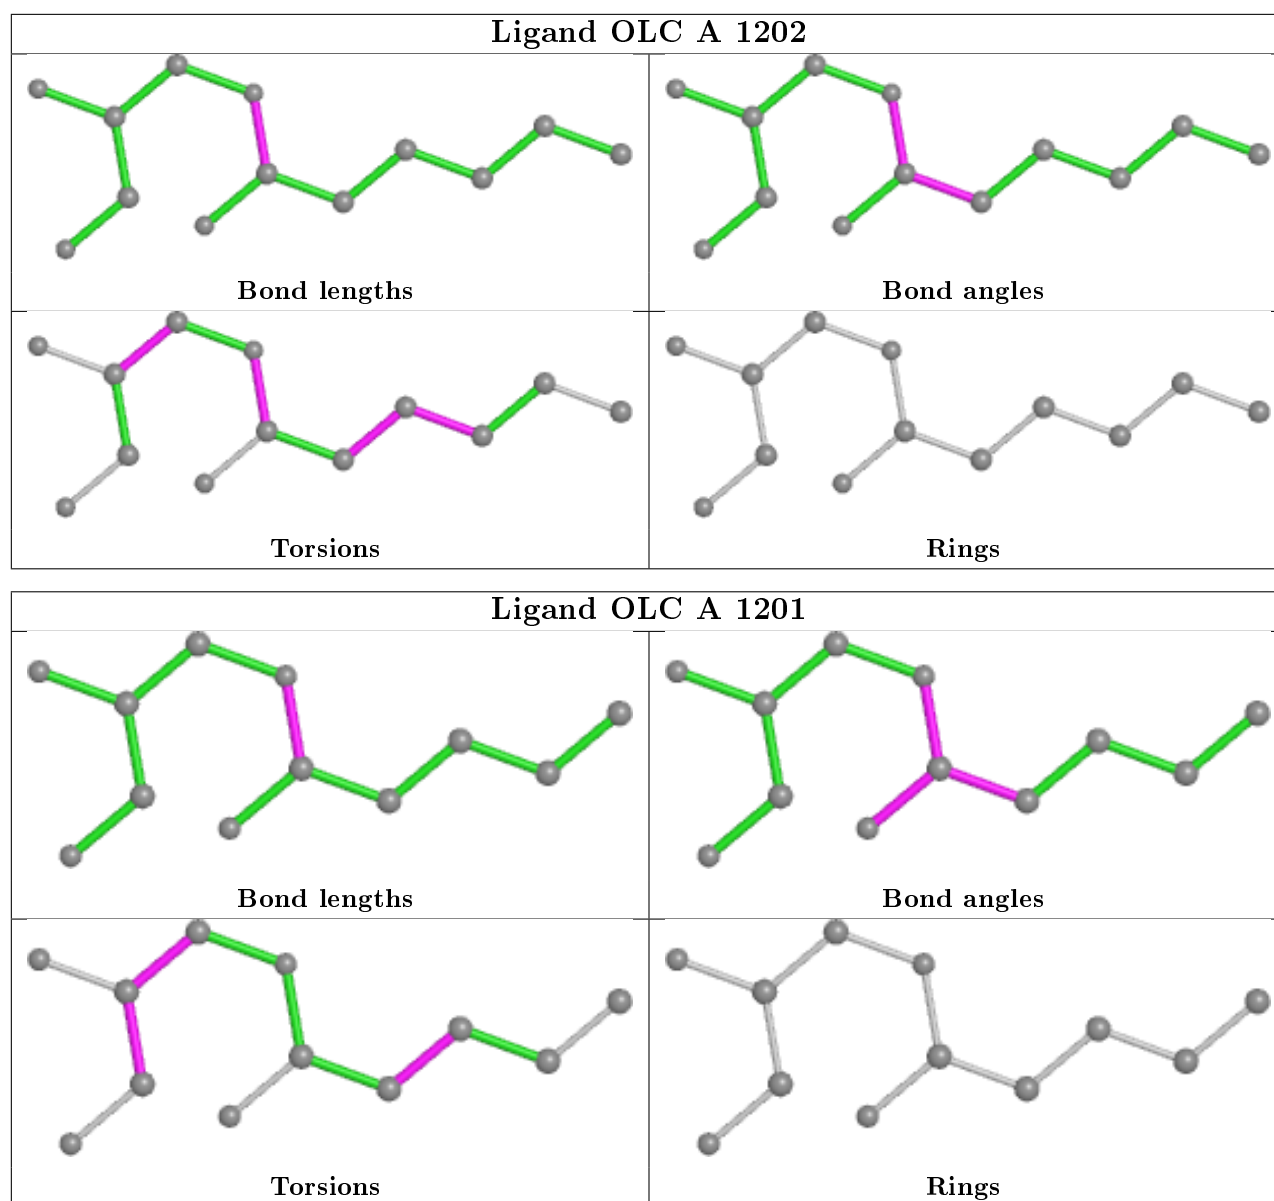 Ligand OLC A 1202
Bond lengths
Bond angles
Torsions
Rings
Ligand OLC A 1201
Bond lengths
Bond angles
Torsions
Rings